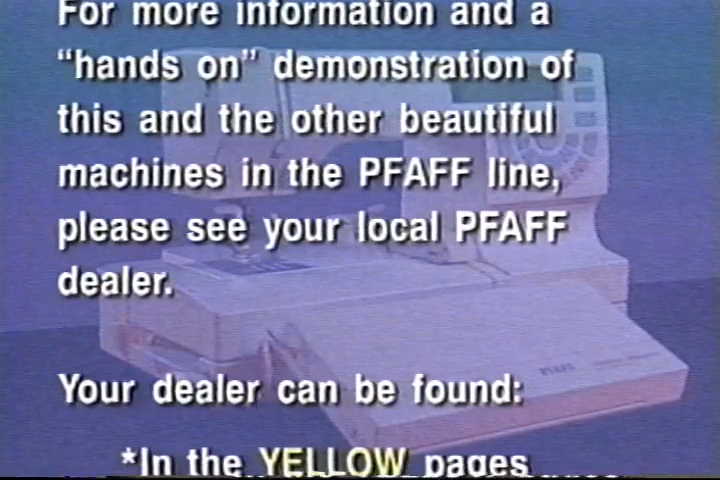 For more information and a
“hands on” demonstration of
this and the other beautiful
machines in the PFAFF line,
please see your local PFAFF
dealer.
Your dealer can be found:
*In the YELLOW pages
PFAFF